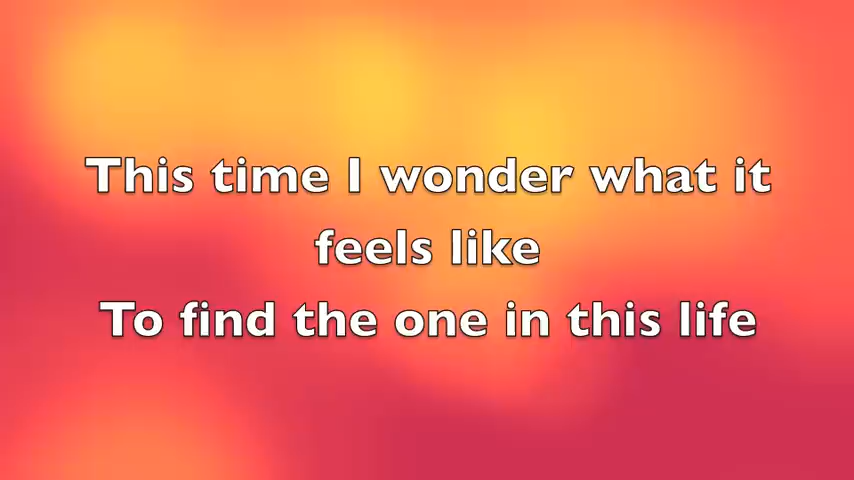 This time I wonder what it
feels like
To find the one in this life